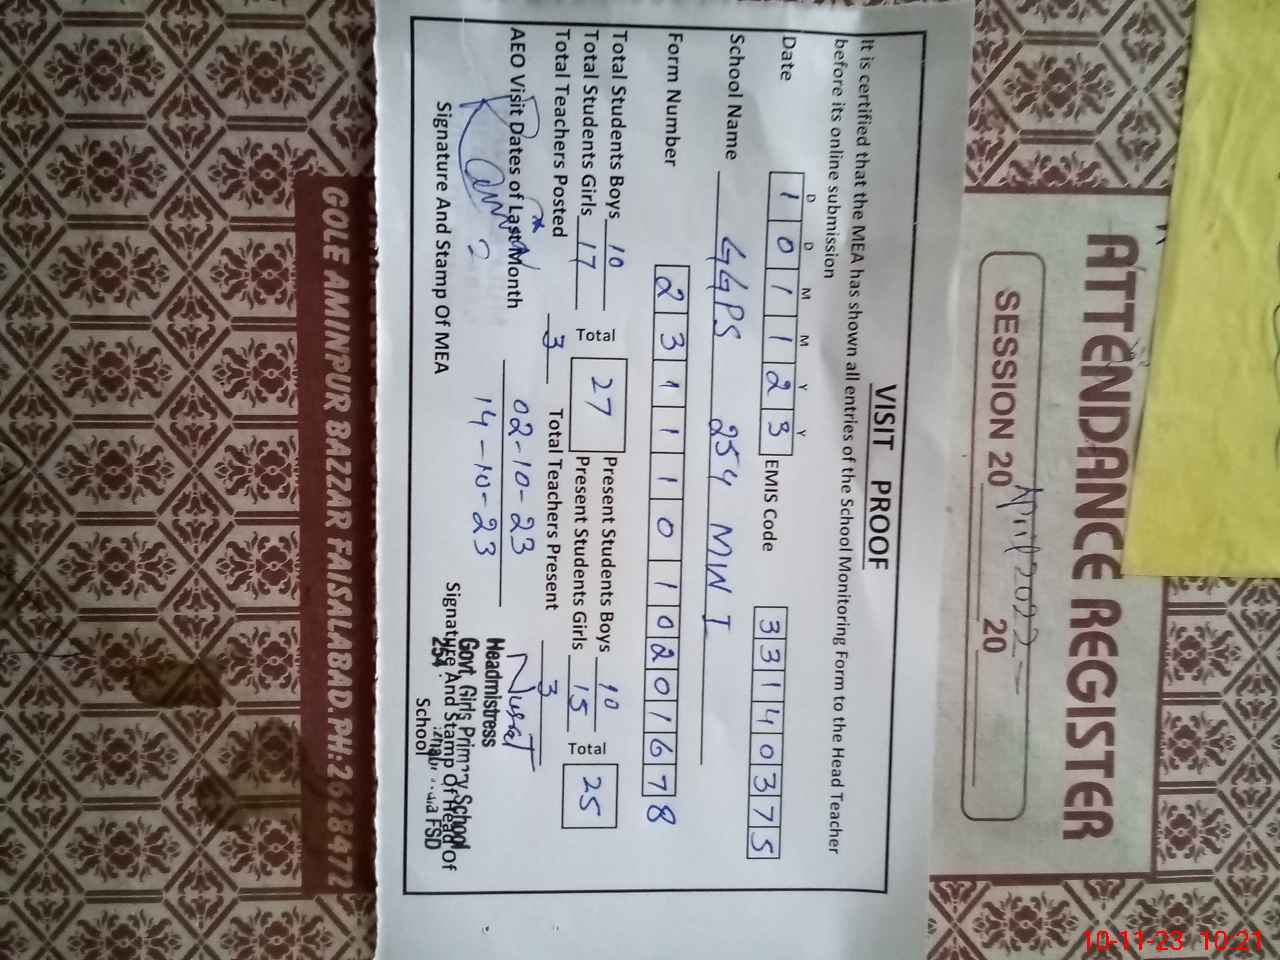 ATTENDANCE REGISTER
SESSION 20 April 2022 20
VISIT PROOF
It is certified that the MEA has shown all entries of the School Monitoring Form to the Head Teacher
before its online submission
D D M M Y Y
Date 1 0 1 1 2 3 EMIS Code 3 3 1 4 0 3 7 5
School Name GGPS 254 MW I
Form Number 2 3 1 1 1 0 1 0 2 0 1 6 7 8
Total Students Boys 10 Present Students Boys 10
Total Students Girls 17 Total 27 Present Students Girls 15 Total 25
Total Teachers Posted 3 Total Teachers Present 3
AEO Visit Dates of Last Month 02-10-23
14-10-23
Nusrat
Headmistress
Govt. Girls Primary School
254 FSD
Signature And Stamp Of MEA
Signature And Stamp Of Head Of
School
GOLE AMINPUR BAZZAR FAISALABAD.PH:2628472
10-11-23 10:21